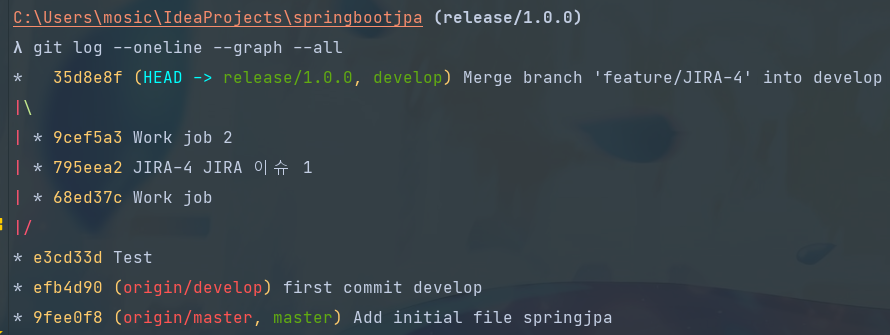 C:\Users\mosic\IdeaProjects\springbootjpa (release/1.0.0)
λ git log --oneline --graph --all
*   35d8e8f (HEAD -> release/1.0.0, develop) Merge branch 'feature/JIRA-4' into develop
|\
| * 9cef5a3 Work job 2
| * 795eea2 JIRA-4 JIRA 이슈 1
| * 68ed37c Work job
|/
* e3cd33d Test
* efb4d90 (origin/develop) first commit develop
* 9fee0f8 (origin/master, master) Add initial file springjpa